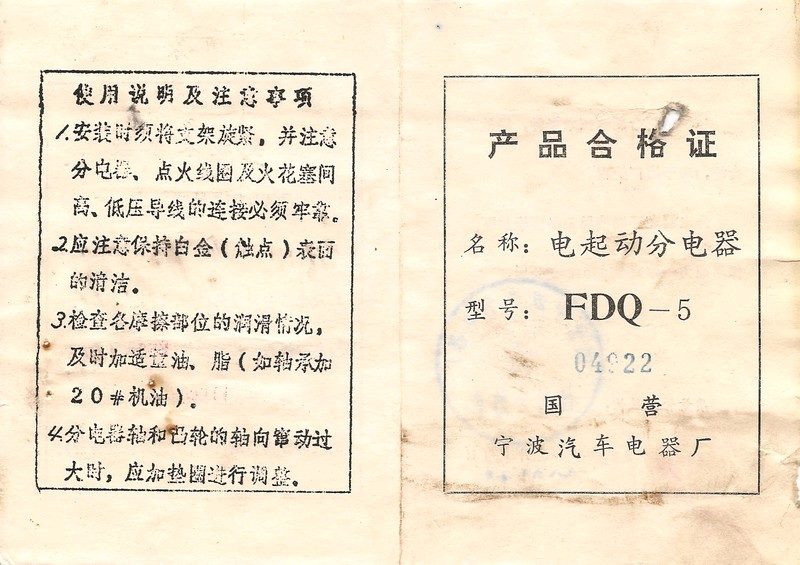 使用说明及注意事项
1.安装时须将支架旋紧，并注意
分电器、点火线圈及火花塞间
高、低压导线的连接必须牢靠。
2.应注意保持白金（触点）表面
的清洁。
3.检查各摩擦部位的润滑情况，
及时加适量油、脂（如轴承加
20#机油）。
4.分电器轴和凸轮的轴向窜动过
大时，应加垫圈进行调整。
产品合格证
名称：电起动分电器
型号：FDQ－5
04922
国营
宁波汽车电器厂